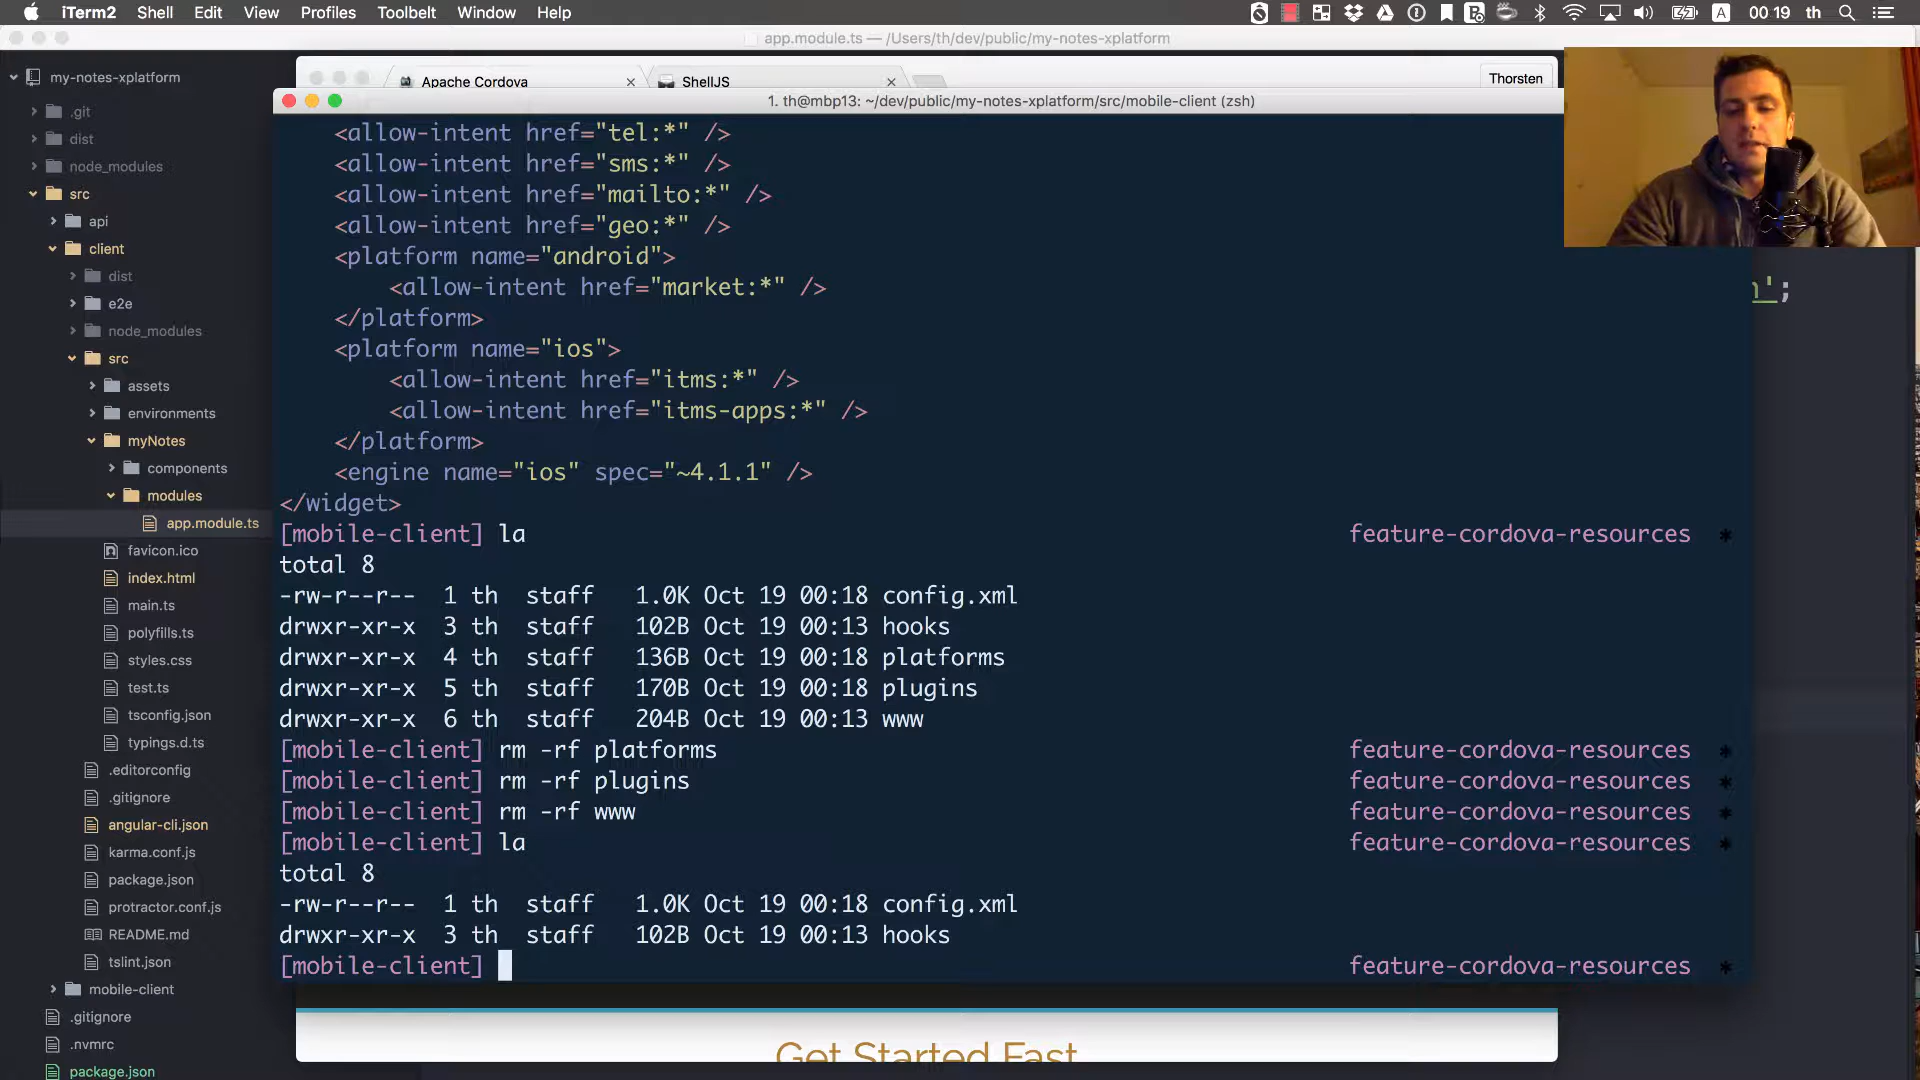 iTerm2 Shell Edit View Profiles Toolbelt Window Help
A 00 19 th
app.module.ts — /Users/th/dev/public/my-notes-xplatform
Apache Cordova
ShellJS
Thorsten
1. th@mbp13: ~/dev/public/my-notes-xplatform/src/mobile-client (zsh)
my-notes-xplatform
.git
dist
node_modules
src
api
client
dist
e2e
node_modules
src
assets
environments
myNotes
components
modules
app.module.ts
favicon.ico
index.html
main.ts
polyfills.ts
styles.css
test.ts
tsconfig.json
typings.d.ts
.editorconfig
.gitignore
angular-cli.json
karma.conf.js
package.json
protractor.conf.js
README.md
tslint.json
mobile-client
.gitignore
.nvmrc
package.json
<allow-intent href="tel:*" />
<allow-intent href="sms:*" />
<allow-intent href="mailto:*" />
<allow-intent href="geo:*" />
<platform name="android">
<allow-intent href="market:*" />
</platform>
<platform name="ios">
<allow-intent href="itms:*" />
<allow-intent href="itms-apps:*" />
</platform>
<engine name="ios" spec="~4.1.1" />
</widget>
[mobile-client] la feature-cordova-resources *
total 8
-rw-r--r-- 1 th staff 1.0K Oct 19 00:18 config.xml
drwxr-xr-x 3 th staff 102B Oct 19 00:13 hooks
drwxr-xr-x 4 th staff 136B Oct 19 00:18 platforms
drwxr-xr-x 5 th staff 170B Oct 19 00:18 plugins
drwxr-xr-x 6 th staff 204B Oct 19 00:13 www
[mobile-client] rm -rf platforms feature-cordova-resources *
[mobile-client] rm -rf plugins feature-cordova-resources *
[mobile-client] rm -rf www feature-cordova-resources *
[mobile-client] la feature-cordova-resources *
total 8
-rw-r--r-- 1 th staff 1.0K Oct 19 00:18 config.xml
drwxr-xr-x 3 th staff 102B Oct 19 00:13 hooks
[mobile-client] feature-cordova-resources *
';
Get Started Fast